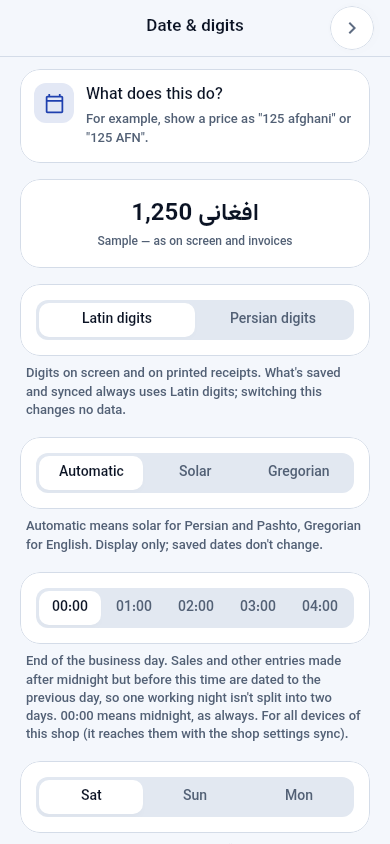 Date & digits
What does this do?
For example, show a price as "125 afghani" or
"125 AFN".
1,250 افغانی
Sample — as on screen and invoices
Latin digits
Persian digits
Digits on screen and on printed receipts. What's saved
and synced always uses Latin digits; switching this
changes no data.
Automatic
Solar
Gregorian
Automatic means solar for Persian and Pashto, Gregorian
for English. Display only; saved dates don't change.
00:00
01:00
02:00
03:00
04:00
End of the business day. Sales and other entries made
after midnight but before this time are dated to the
previous day, so one working night isn't split into two
days. 00:00 means midnight, as always. For all devices of
this shop (it reaches them with the shop settings sync).
Sat
Sun
Mon